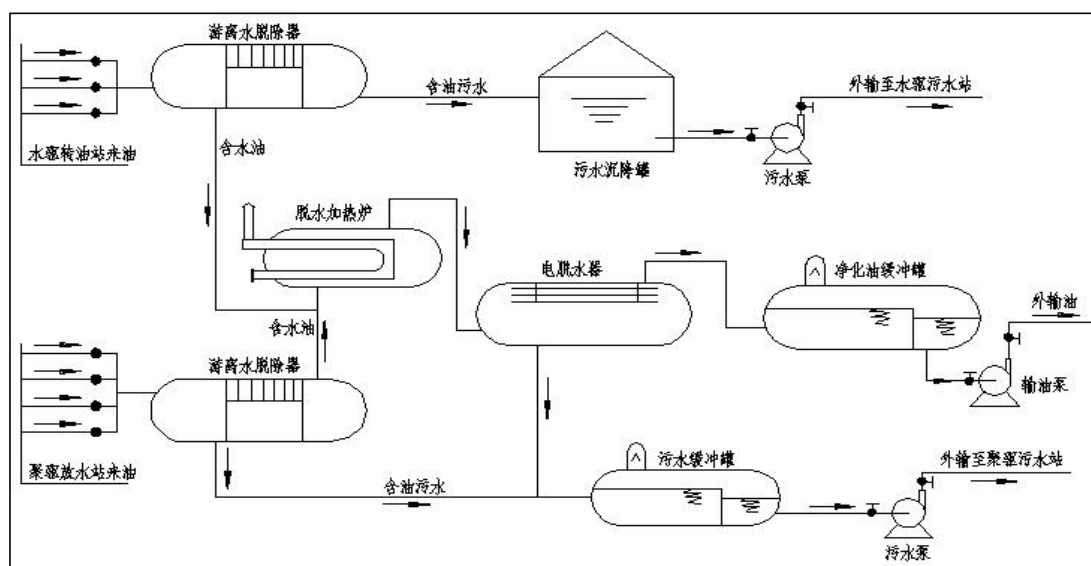 游离水脱除器
含油污水
外输至水驱污水站
水驱转油站来油
含水油
污水沉降罐
污水泵
脱水加热炉
电脱水器
净化油缓冲罐
外输油
含水油
游离水脱除器
输油泵
聚驱放水站来油
含油污水
污水缓冲罐
外输至聚驱污水站
污水泵